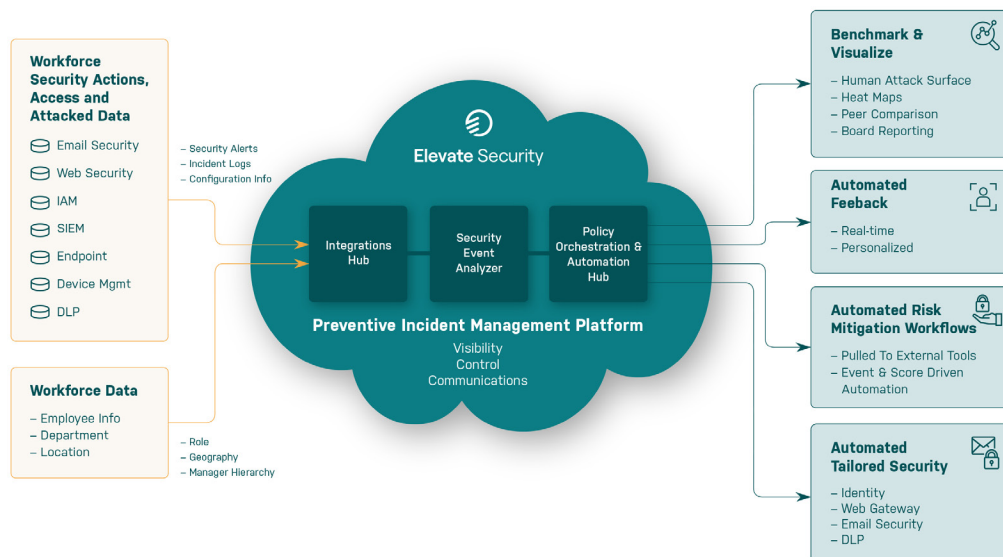 Workforce
Security Actions,
Access and
Attacked Data
Email Security
Web Security
IAM
SIEM
Endpoint
Device Mgmt
DLP
Workforce Data
– Employee Info
– Department
– Location
– Security Alerts
– Incident Logs
– Configuration Info
– Role
– Geography
– Manager Hierarchy
Elevate Security
Integrations
Hub
Security
Event
Analyzer
Policy
Orchestration &
Automation
Hub
Preventive Incident Management Platform
Visibility
Control
Communications
Benchmark &
Visualize
– Human Attack Surface
– Heat Maps
– Peer Comparison
– Board Reporting
Automated
Feeback
– Real-time
– Personalized
Automated Risk
Mitigation Workflows
– Pulled To External Tools
– Event & Score Driven
Automation
Automated
Tailored Security
– Identity
– Web Gateway
– Email Security
– DLP